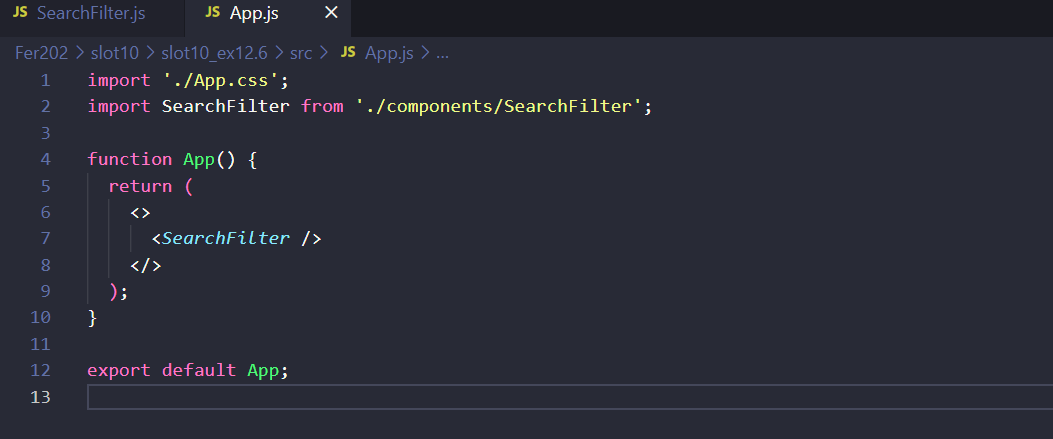 JS SearchFilter.js JS App.js ×
Fer202 > slot10 > slot10_ex12.6 > src > JS App.js > ...
1 import './App.css';
2 import SearchFilter from './components/SearchFilter';
3
4 function App() {
5   return (
6     <>
7       <SearchFilter />
8     </>
9   );
10 }
11
12 export default App;
13